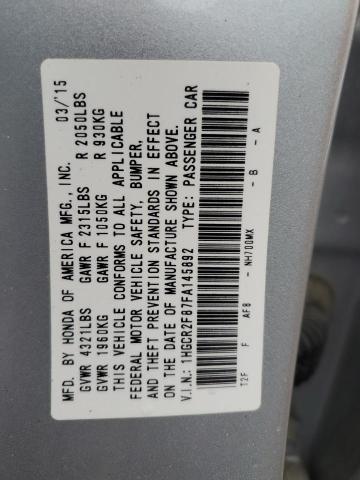 MFD. BY HONDA OF AMERICA MFG., INC. 03/'15
GVWR 4321LBS GAWR F 2315LBS R 2050LBS
GVWR 1960KG GAWR F 1050KG R 930KG
THIS VEHICLE CONFORMS TO ALL APPLICABLE
FEDERAL MOTOR VEHICLE SAFETY, BUMPER,
AND THEFT PREVENTION STANDARDS IN EFFECT
ON THE DATE OF MANUFACTURE SHOWN ABOVE.
V.I.N.: 1HGCR2F87FA145892 TYPE: PASSENGER CAR
T2F F AF8 - NH700MX - B - A